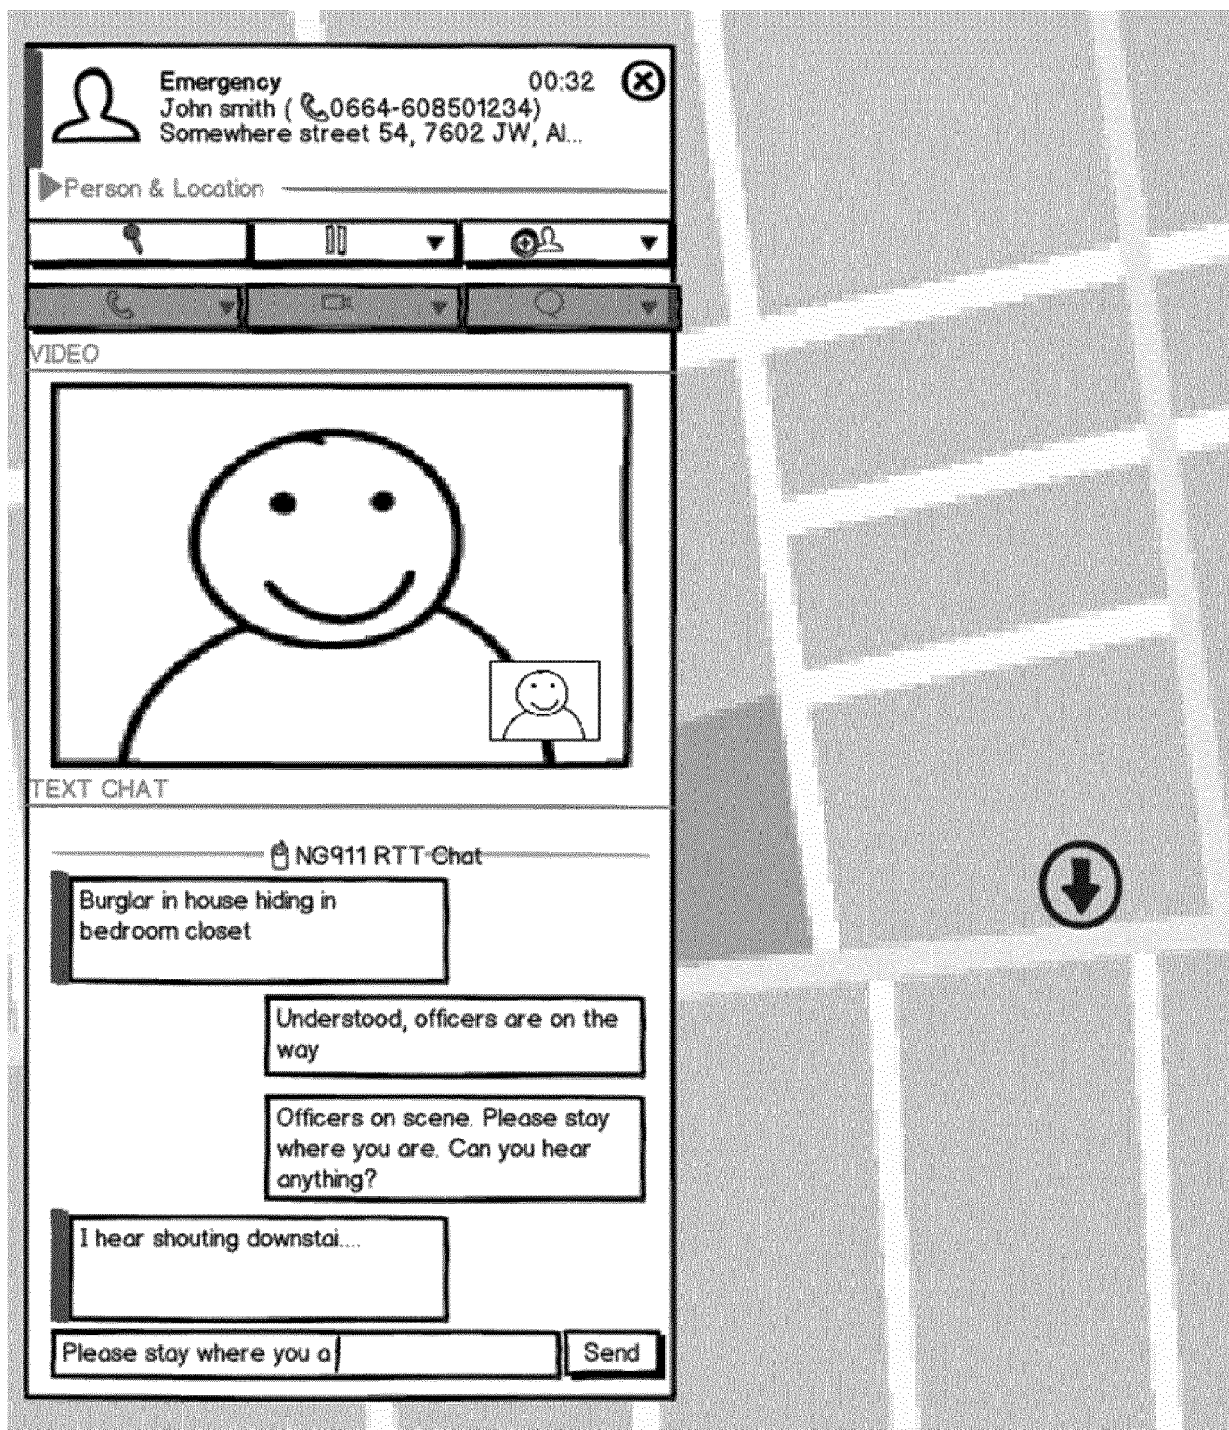 Emergency 00:32
John smith ( 0664-608501234)
Somewhere street 54, 7602 JW, Al...
Person & Location
VIDEO
TEXT CHAT
NG911 RTT Chat
Burglar in house hiding in
bedroom closet
Understood, officers are on the
way
Officers on scene. Please stay
where you are. Can you hear
anything?
I hear shouting downstai....
Please stay where you a
Send